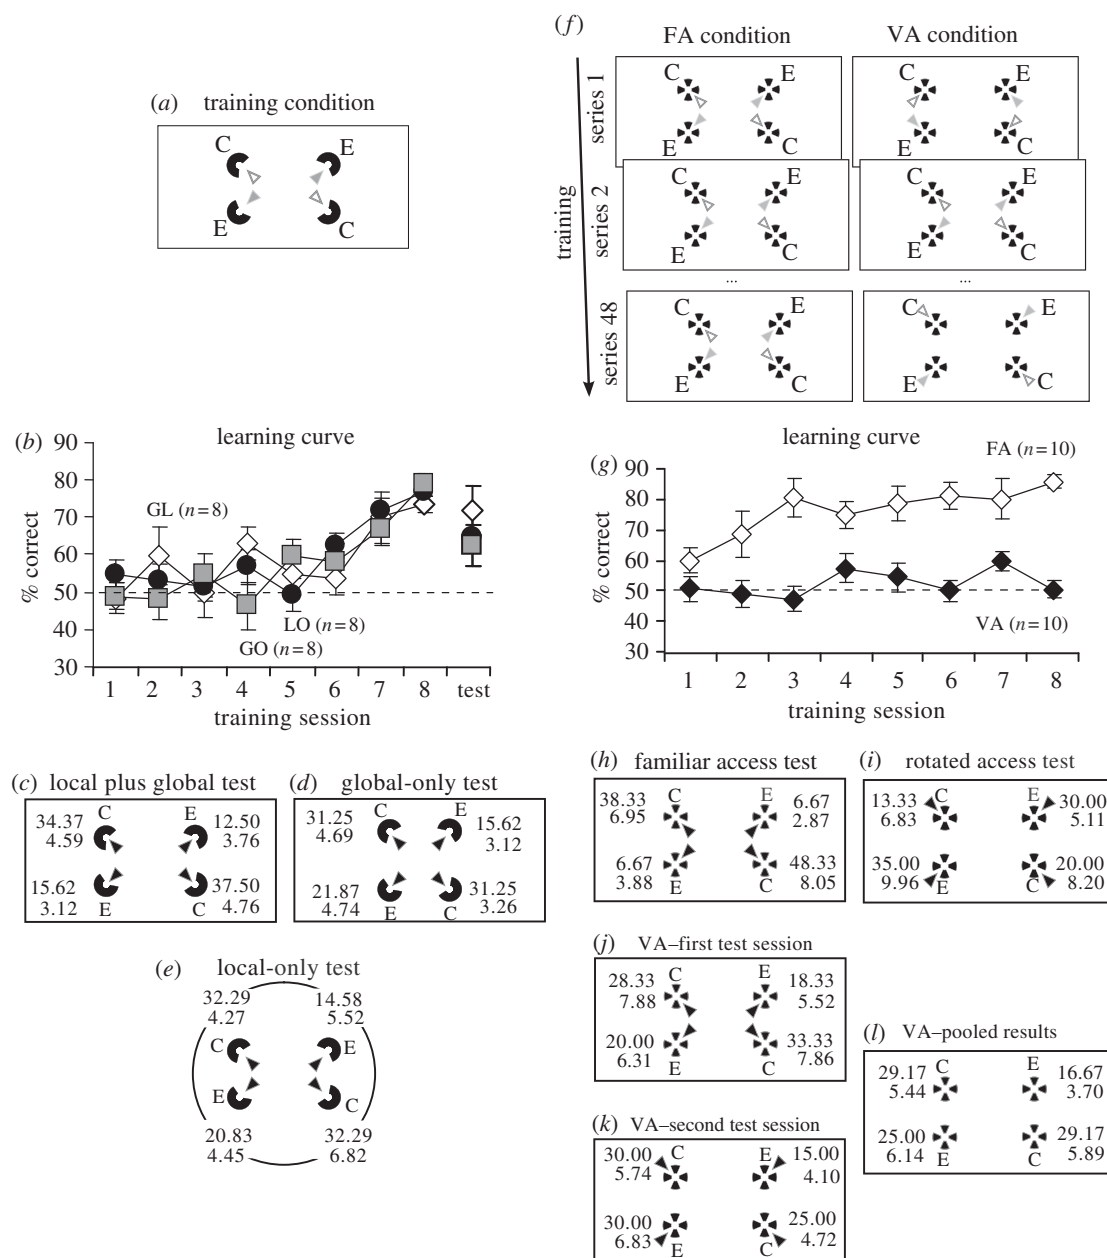 (a) training condition
C
E
E
C
(b) learning curve
90
80
70
60
50
40
30
% correct
GL (n=8)
LO (n=8)
GO (n=8)
1 2 3 4 5 6 7 8 test
training session
(c) local plus global test
34.37
4.59
C
E
12.50
3.76
15.62
3.12
E
C
37.50
4.76
(d) global-only test
31.25
4.69
C
E
15.62
3.12
21.87
4.74
E
C
31.25
3.26
(e) local-only test
32.29
4.27
14.58
5.52
C
E
E
C
20.83
4.45
32.29
6.82
(f)
FA condition
VA condition
training
series 1
C
E
E
C
C
E
E
C
series 2
C
E
E
C
C
E
E
C
...
...
series 48
C
E
E
C
C
E
E
C
(g) learning curve
90
80
70
60
50
40
30
% correct
FA (n=10)
VA (n=10)
1 2 3 4 5 6 7 8
training session
(h) familiar access test
38.33
6.95
C
E
6.67
2.87
6.67
3.88
E
C
48.33
8.05
(i) rotated access test
13.33
6.83
C
E
30.00
5.11
35.00
9.96
E
C
20.00
8.20
(j) VA–first test session
28.33
7.88
C
E
18.33
5.52
20.00
6.31
E
C
33.33
7.86
(k) VA–second test session
30.00
5.74
C
E
15.00
4.10
30.00
6.83
E
C
25.00
4.72
(l) VA–pooled results
29.17
5.44
C
E
16.67
3.70
25.00
6.14
E
C
29.17
5.89